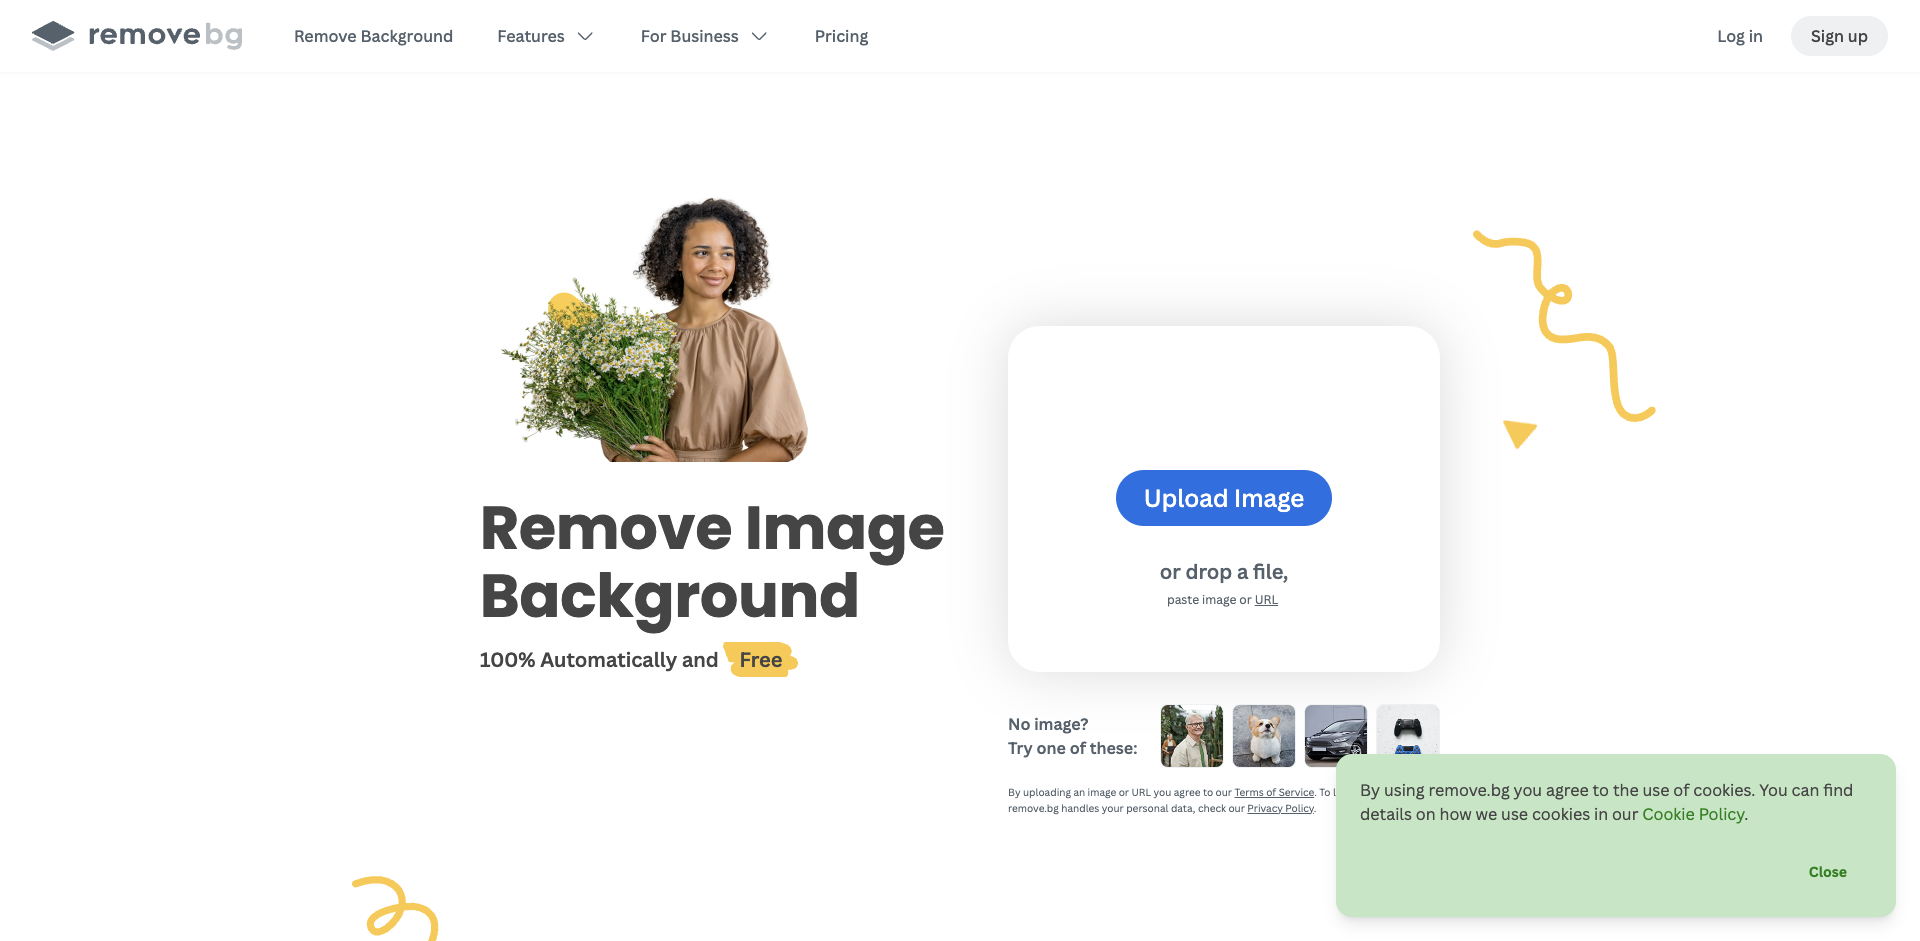 removebg
Remove Background
Features
For Business
Pricing
Log in
Sign up
Remove Image
Background
100% Automatically and Free
Upload Image
or drop a file,
paste image or URL
No image?
Try one of these:
By uploading an image or URL you agree to our Terms of Service. To l
remove.bg handles your personal data, check our Privacy Policy.
By using remove.bg you agree to the use of cookies. You can find
details on how we use cookies in our Cookie Policy.
Close